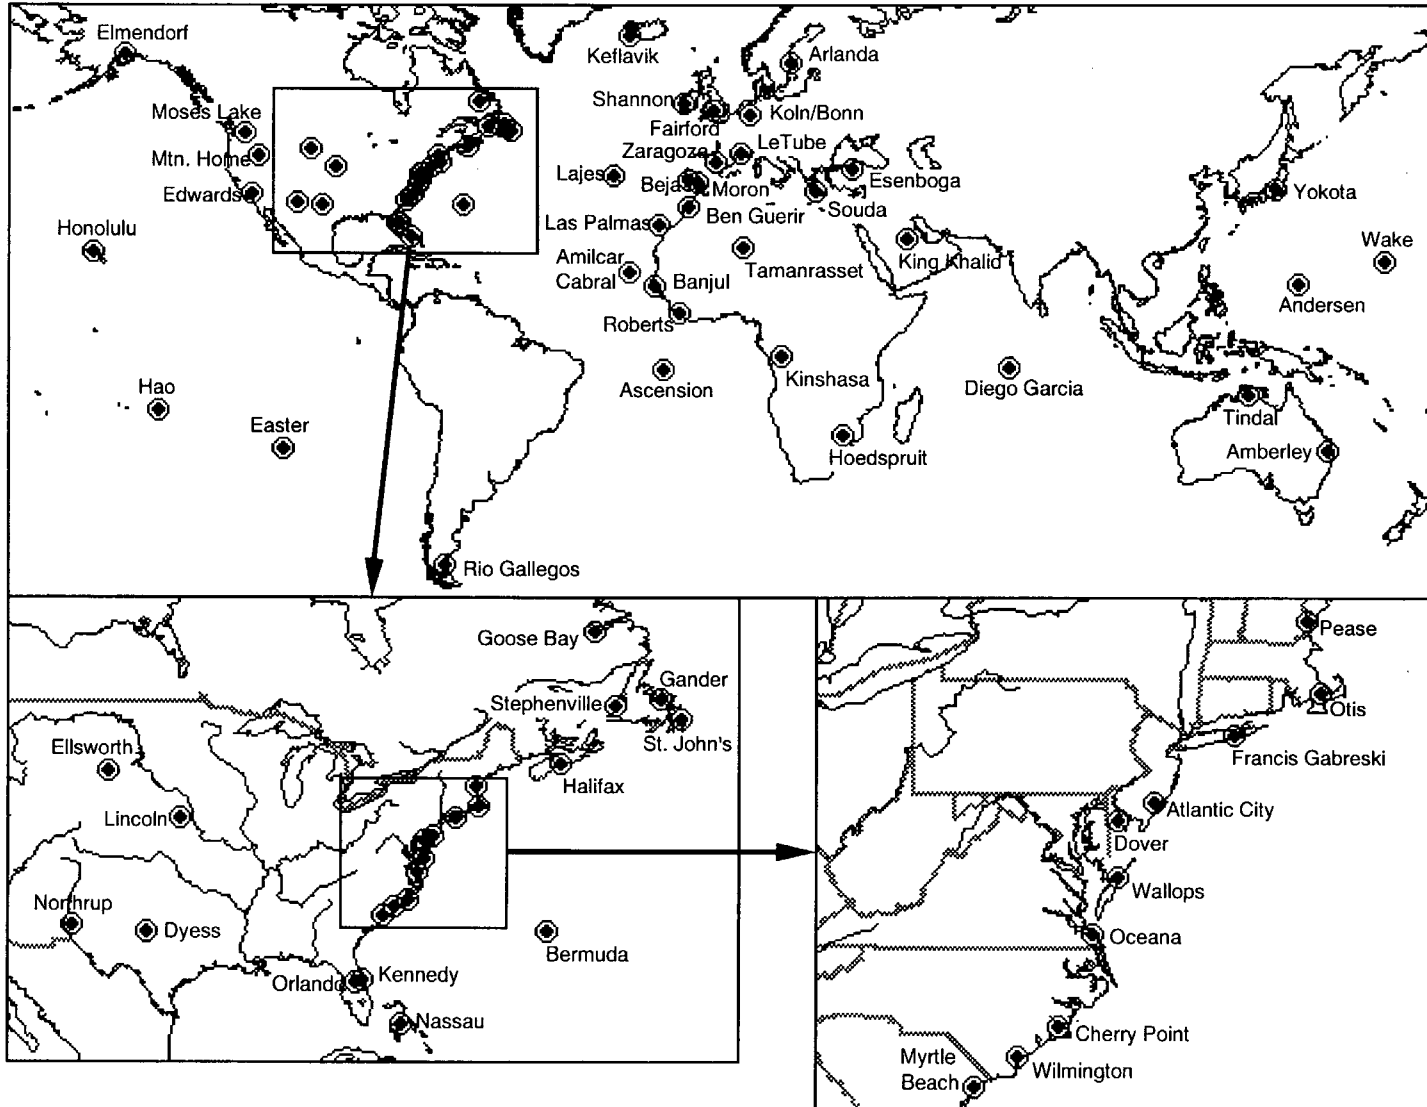 Elmendorf
Keflavik
Arlanda
Shannon
Moses Lake
Koln/Bonn
Fairford
LeTube
Mtn. Home
Zaragoza
Lajes
Beja
Moron
Esenboga
Edwards
Souda
Yokota
Ben Guerir
Honolulu
Las Palmas
Wake
King Khalid
Amilcar
Cabral
Tamanrasset
Banjul
Andersen
Roberts
Ascension
Kinshasa
Diego Garcia
Hao
Easter
Tindal
Amberley
Hoedspruit
Rio Gallegos
Goose Bay
Gander
Stephenville
St. John's
Ellsworth
Halifax
Lincoln
Northrup
Dyess
Bermuda
Orlando
Kennedy
Nassau
Pease
Otis
Francis Gabreski
Atlantic City
Dover
Wallops
Oceana
Cherry Point
Myrtle
Beach
Wilmington